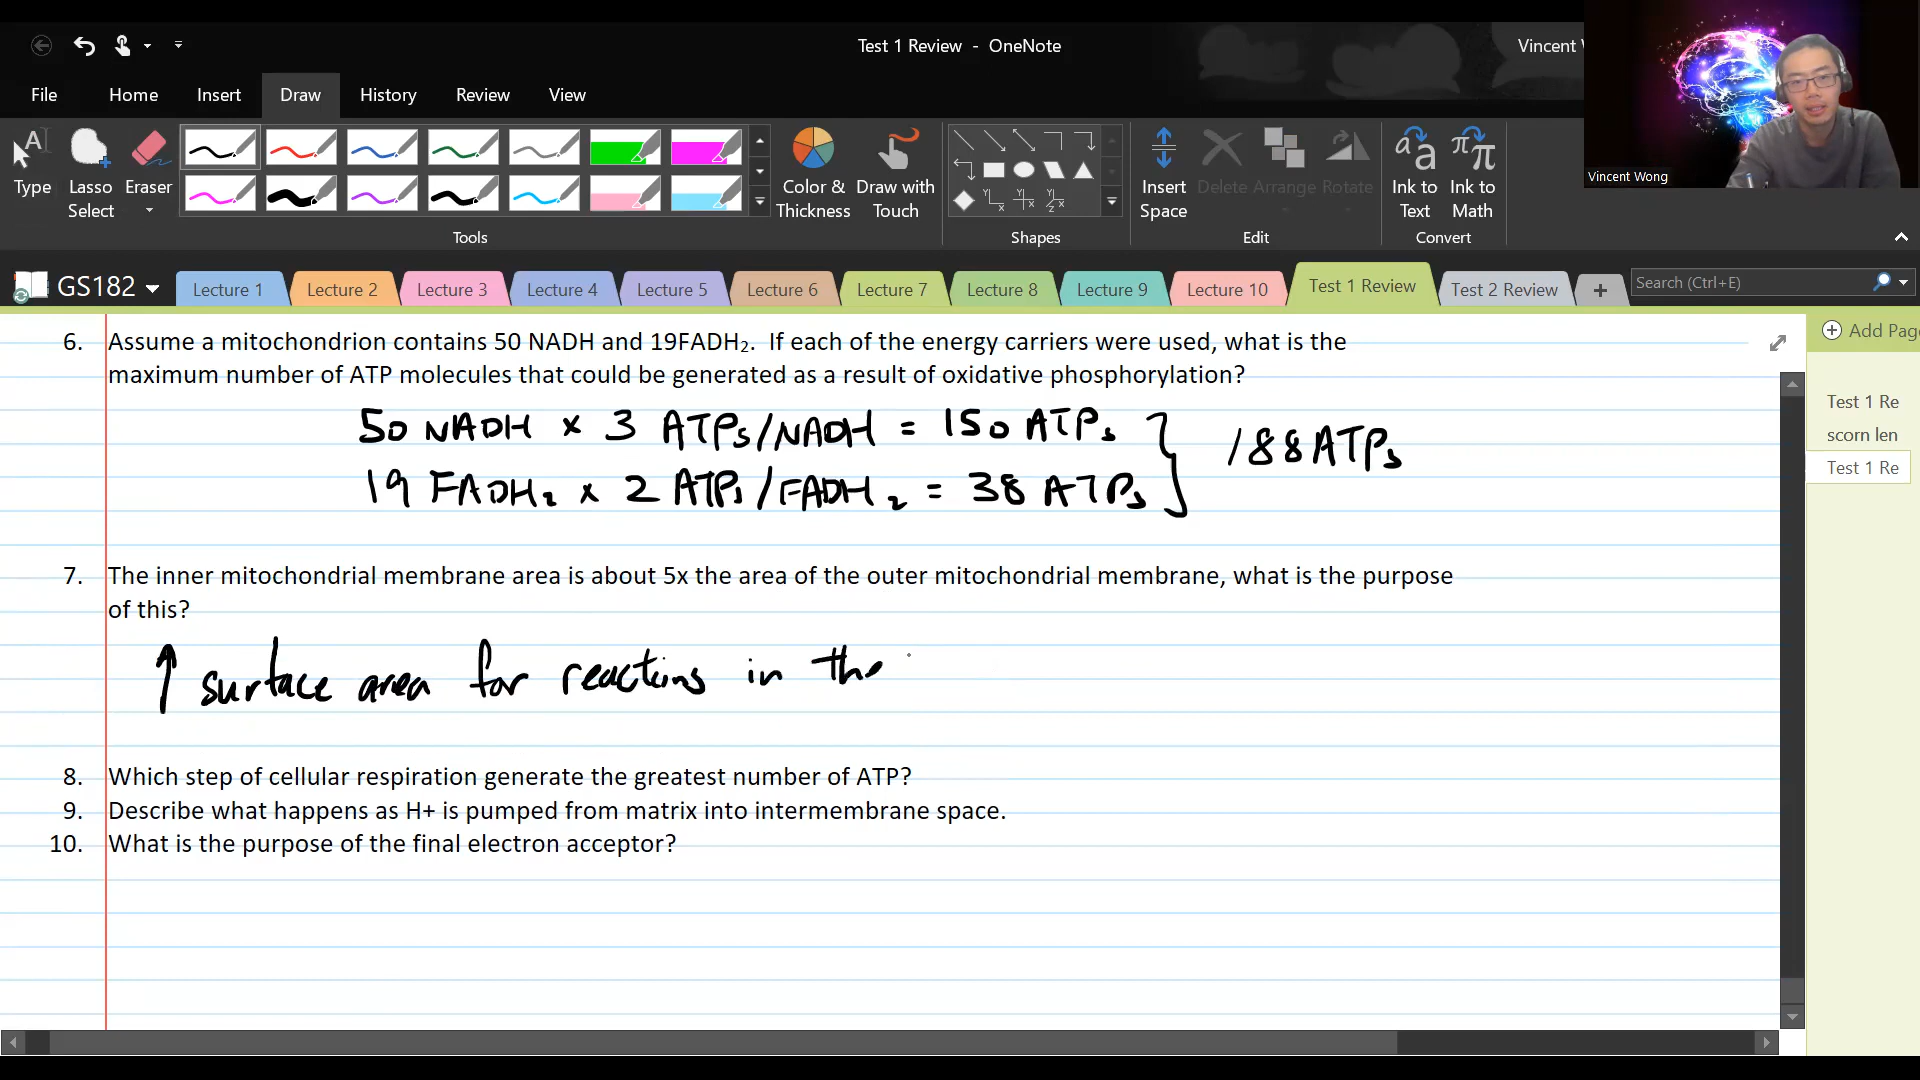 Test 1 Review - OneNote
Vincent W
File Home Insert Draw History Review View
Type
Lasso Select
Eraser
Color & Thickness
Draw with Touch
Insert Space
Delete Arrange Rotate
Ink to Text
Ink to Math
Tools Shapes Edit Convert
Vincent Wong
GS182 Lecture 1 Lecture 2 Lecture 3 Lecture 4 Lecture 5 Lecture 6 Lecture 7 Lecture 8 Lecture 9 Lecture 10 Test 1 Review Test 2 Review + Search (Ctrl+E)
Add Pag
Test 1 Re
scorn len
Test 1 Re
6. Assume a mitochondrion contains 50 NADH and 19FADH₂. If each of the energy carriers were used, what is the
maximum number of ATP molecules that could be generated as a result of oxidative phosphorylation?
50 NADH x 3 ATPs/NADH = 150 ATPs
19 FADH₂ x 2 ATPs/FADH₂ = 38 ATPs } 188 ATPs
7. The inner mitochondrial membrane area is about 5x the area of the outer mitochondrial membrane, what is the purpose
of this?
↑ surface area for reactions in the
8. Which step of cellular respiration generate the greatest number of ATP?
9. Describe what happens as H+ is pumped from matrix into intermembrane space.
10. What is the purpose of the final electron acceptor?